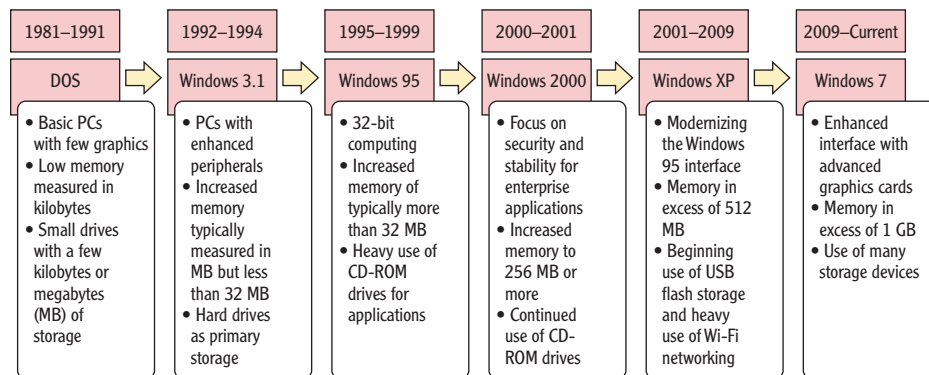 1981–1991
DOS
• Basic PCs
with few graphics
• Low memory
measured in
kilobytes
• Small drives
with a few
kilobytes or
megabytes
(MB) of
storage
1992–1994
Windows 3.1
• PCs with
enhanced
peripherals
• Increased
memory
typically
measured in
MB but less
than 32 MB
• Hard drives
as primary
storage
1995–1999
Windows 95
• 32-bit
computing
• Increased
memory of
typically more
than 32 MB
• Heavy use of
CD-ROM
drives for
applications
2000–2001
Windows 2000
• Focus on
security and
stability for
enterprise
applications
• Increased
memory to
256 MB or
more
• Continued
use of CD-
ROM drives
2001–2009
Windows XP
• Modernizing
the Windows
95 interface
• Memory in
excess of 512
MB
• Beginning
use of USB
flash storage
and heavy
use of Wi-Fi
networking
2009–Current
Windows 7
• Enhanced
interface with
advanced
graphics cards
• Memory in
excess of 1 GB
• Use of many
storage devices